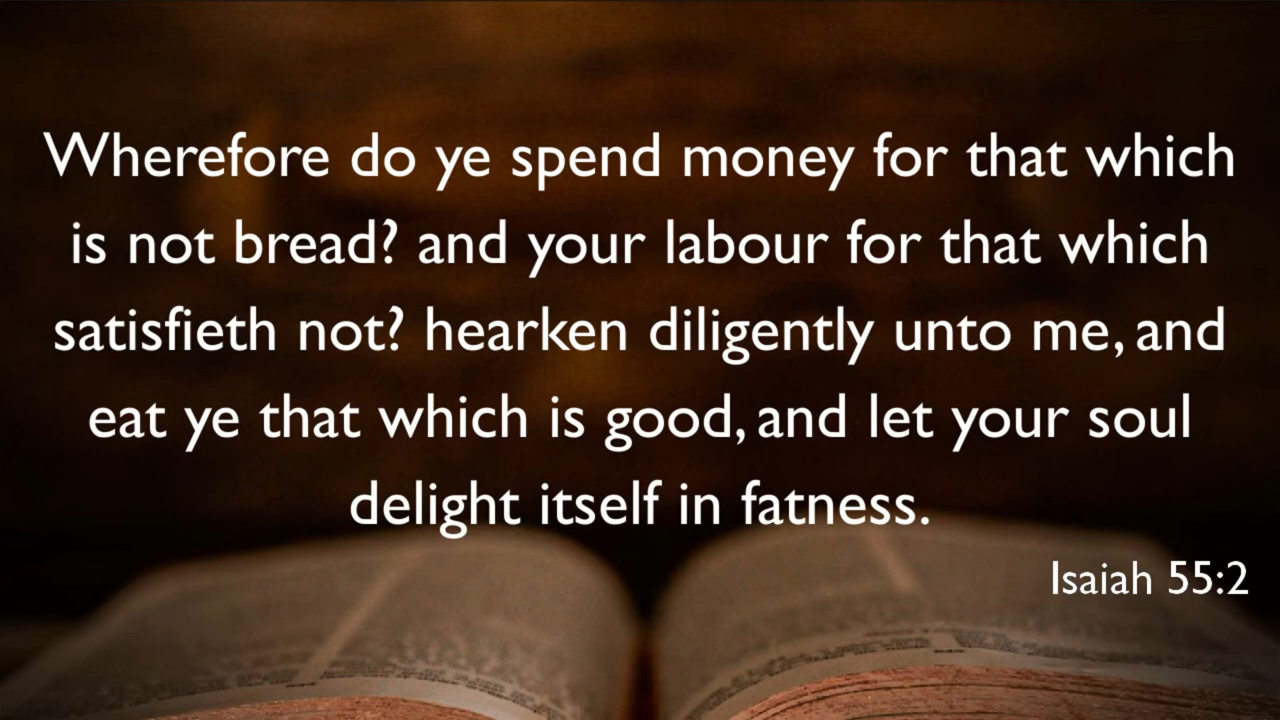 Wherefore do ye spend money for that which
is not bread? and your labour for that which
satisfieth not? hearken diligently unto me, and
eat ye that which is good, and let your soul
delight itself in fatness.
Isaiah 55:2